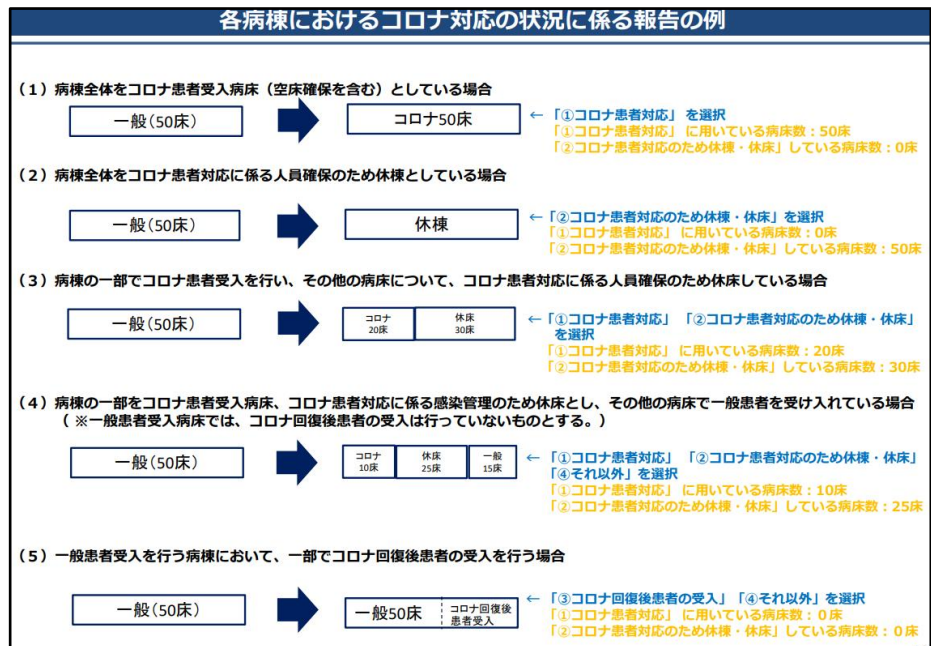 各病棟におけるコロナ対応の状況に係る報告の例
（１）病棟全体をコロナ患者受入病床（空床確保を含む）としている場合
一般(50床)
コロナ50床
←「①コロナ患者対応」 を選択
「①コロナ患者対応」 に用いている病床数：50床
「②コロナ患者対応のため休棟・休床」している病床数：0床
（２）病棟全体をコロナ患者対応に係る人員確保のため休棟としている場合
一般(50床)
休棟
←「②コロナ患者対応のため休棟・休床」を選択
「①コロナ患者対応」 に用いている病床数：0床
「②コロナ患者対応のため休棟・休床」している病床数：50床
（３）病棟の一部でコロナ患者受入を行い、その他の病床について、コロナ患者対応に係る人員確保のため休床している場合
一般(50床)
コロナ
20床
休床
30床
←「①コロナ患者対応」 「②コロナ患者対応のため休棟・休床」
を選択
「①コロナ患者対応」 に用いている病床数：20床
「②コロナ患者対応のため休棟・休床」している病床数：30床
（４）病棟の一部をコロナ患者受入病床、コロナ患者対応に係る感染管理のため休床とし、その他の病床で一般患者を受け入れている場合
（ ※一般患者受入病床では、コロナ回復後患者の受入は行っていないものとする。）
一般(50床)
コロナ
10床
休床
25床
一般
15床
←「①コロナ患者対応」 「②コロナ患者対応のため休棟・休床」
「④それ以外」を選択
「①コロナ患者対応」 に用いている病床数：10床
「②コロナ患者対応のため休棟・休床」している病床数：25床
（５）一般患者受入を行う病棟において、一部でコロナ回復後患者の受入を行う場合
一般(50床)
一般50床
コロナ回復後
患者受入
←「③コロナ回復後患者の受入」「④それ以外」を選択
「①コロナ患者対応」に用いている病床数：０床
「②コロナ患者対応のため休棟・休床」している病床数：０床